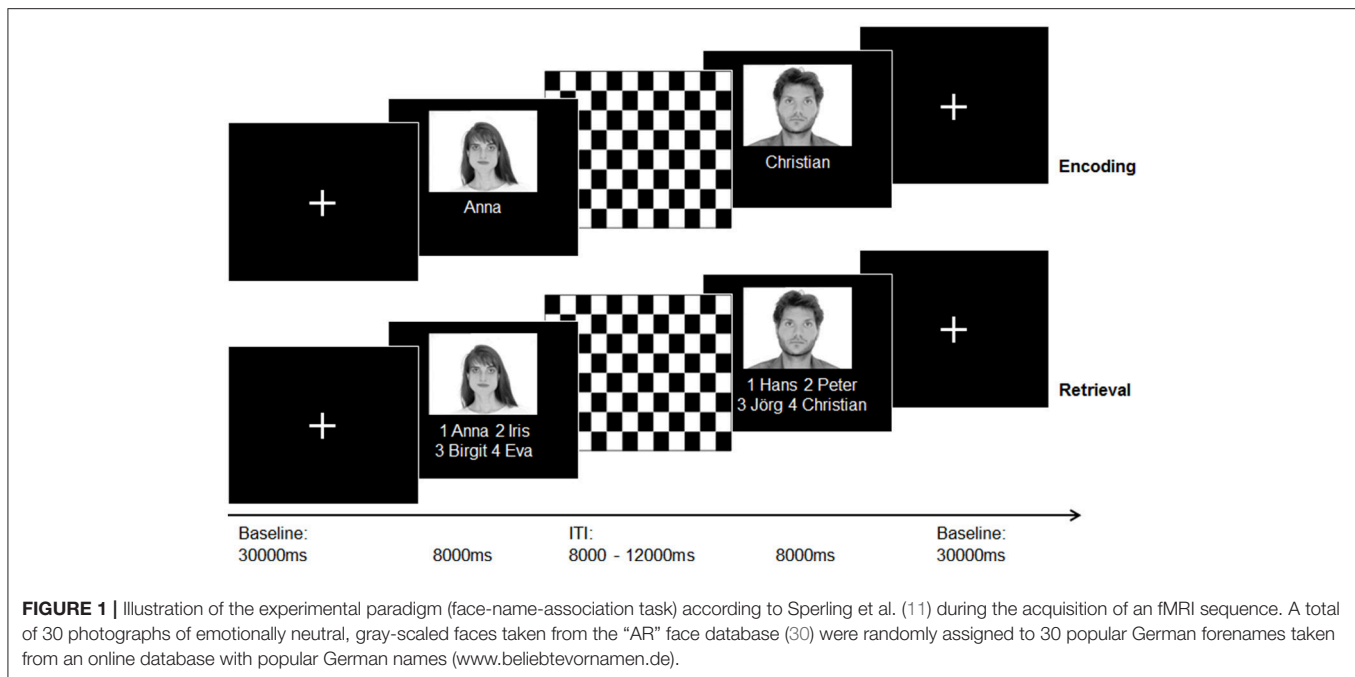 Anna
Christian
Encoding
1 Anna 2 Iris
3 Birgit 4 Eva
1 Hans 2 Peter
3 Jörg 4 Christian
Retrieval
Baseline:
30000ms
8000ms
ITI:
8000 - 12000ms
8000ms
Baseline:
30000ms
FIGURE 1 | Illustration of the experimental paradigm (face-name-association task) according to Sperling et al. (11) during the acquisition of an fMRI sequence. A total
of 30 photographs of emotionally neutral, gray-scaled faces taken from the “AR” face database (30) were randomly assigned to 30 popular German forenames taken
from an online database with popular German names (www.beliebtevornamen.de).